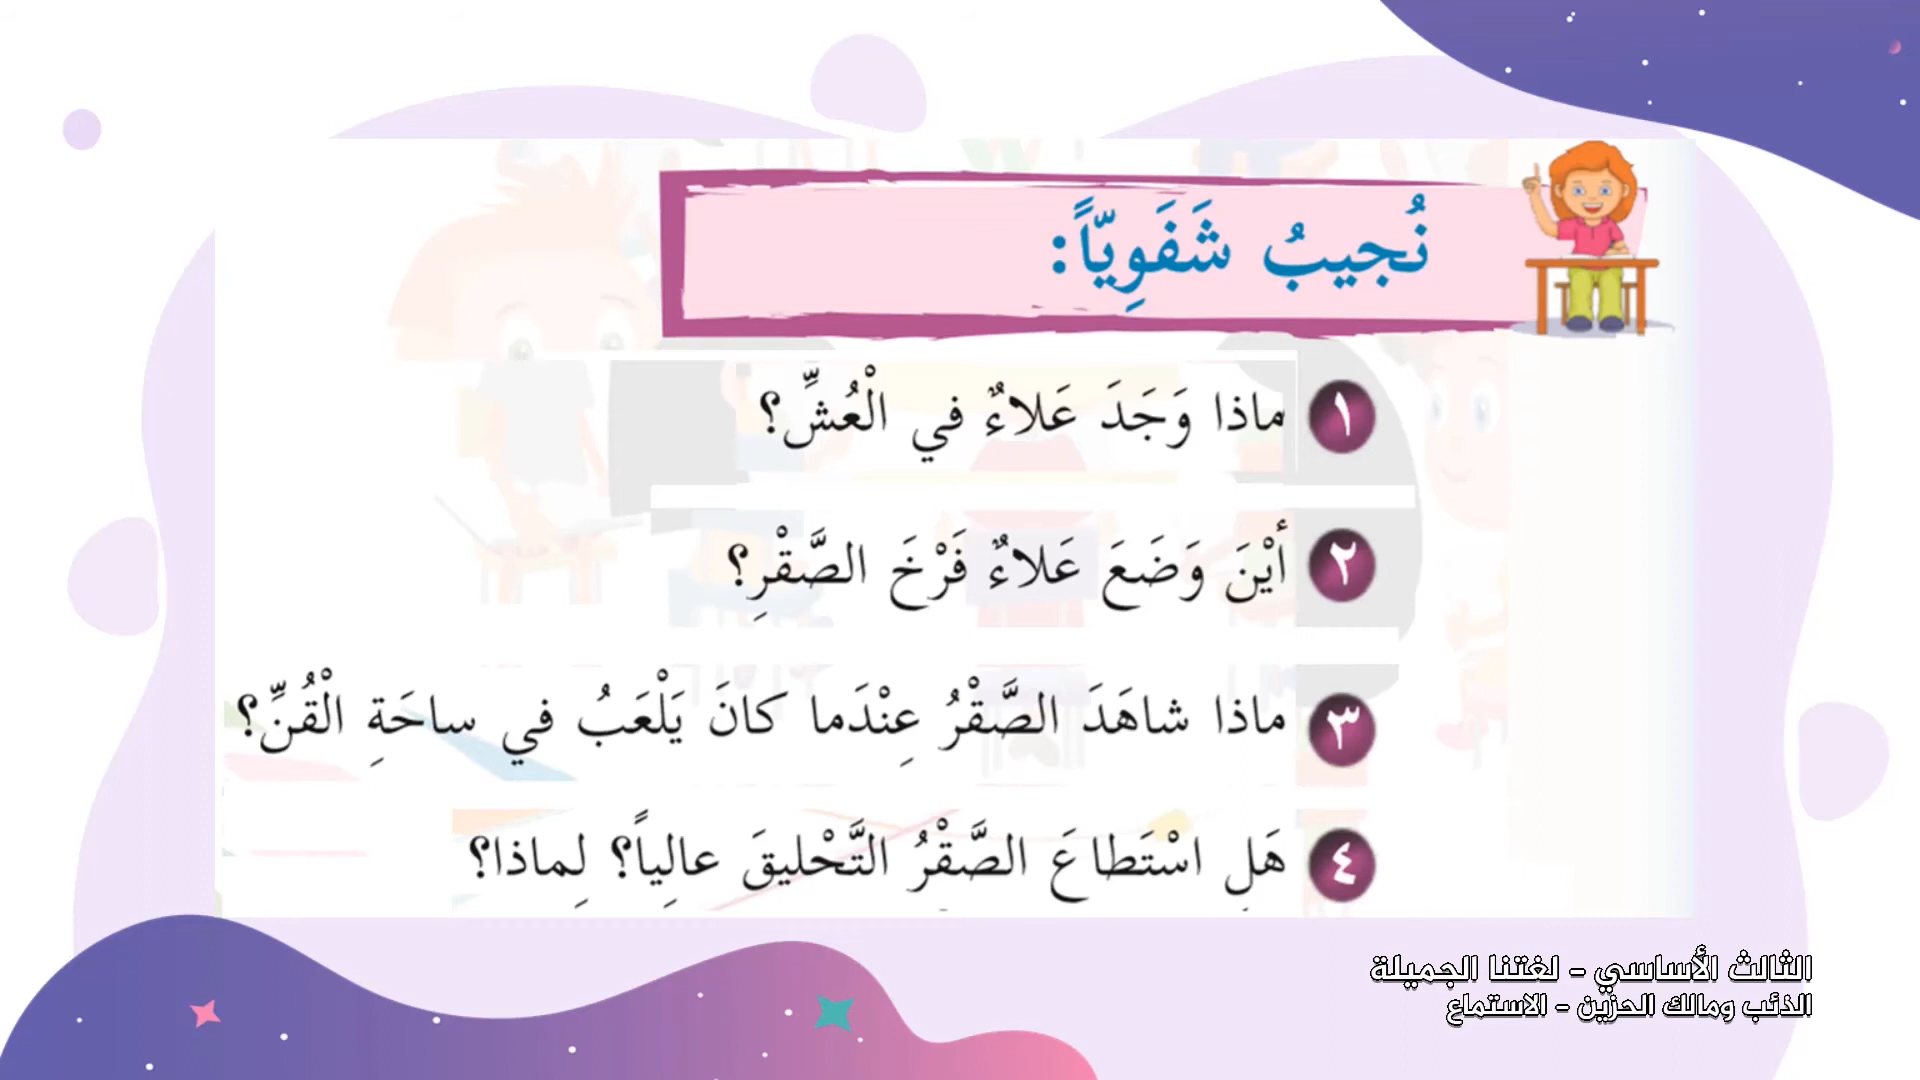 نُجيبُ شَفَوِيّاً:
١ ماذا وَجَدَ عَلاءٌ في الْعُشِّ؟
٢ أَيْنَ وَضَعَ عَلاءٌ فَرْخَ الصَّقْرِ؟
٣ ماذا شاهَدَ الصَّقْرُ عِنْدَما كانَ يَلْعَبُ في ساحَةِ الْقُنِّ؟
٤ هَلِ اسْتَطاعَ الصَّقْرُ التَّحْليقَ عالِياً؟ لِماذا؟
الثالث الأساسي - لغتنا الجميلة
الذئب ومالك الحزين - الاستماع